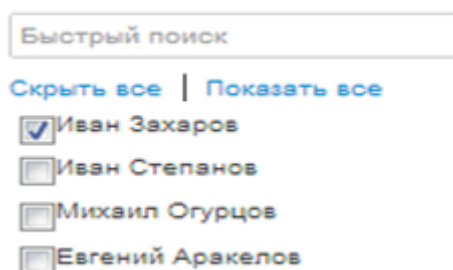 Быстрый поиск
Скрыть все | Показать все
Иван Захаров
Иван Степанов
Михаил Огурцов
Евгений Аракелов